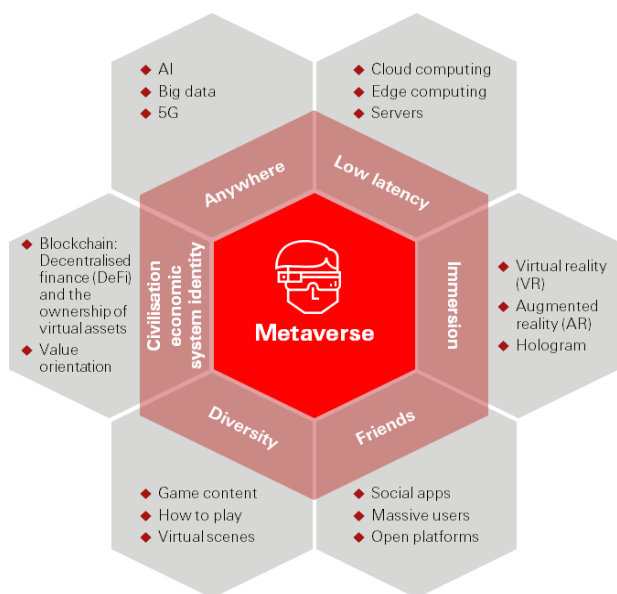 ◆ AI
◆ Big data
◆ 5G
◆ Cloud computing
◆ Edge computing
◆ Servers
Anywhere
Low latency
◆ Blockchain:
Decentralised
finance (DeFi)
and the
ownership of
virtual assets
◆ Value
orientation
Civilisation
economic
system identity
Metaverse
Immersion
◆ Virtual reality
(VR)
◆ Augmented
reality (AR)
◆ Hologram
Diversity
Friends
◆ Game content
◆ How to play
◆ Virtual scenes
◆ Social apps
◆ Massive users
◆ Open platforms